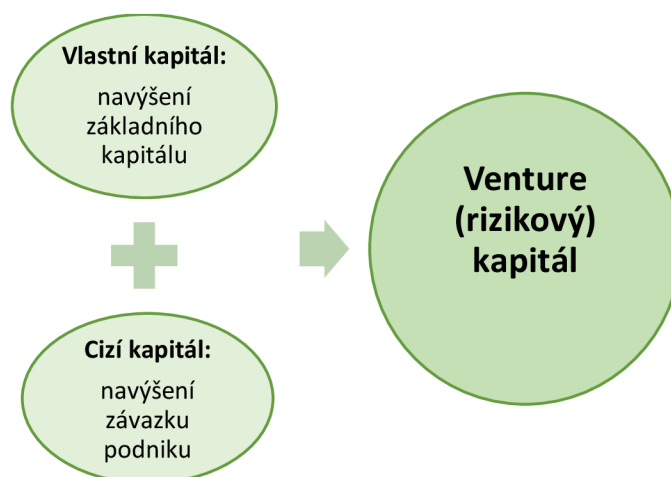 Vlastní kapitál:
navýšení
základního
kapitálu
Cizí kapitál:
navýšení
závazku
podniku
Venture
(rizikový)
kapitál